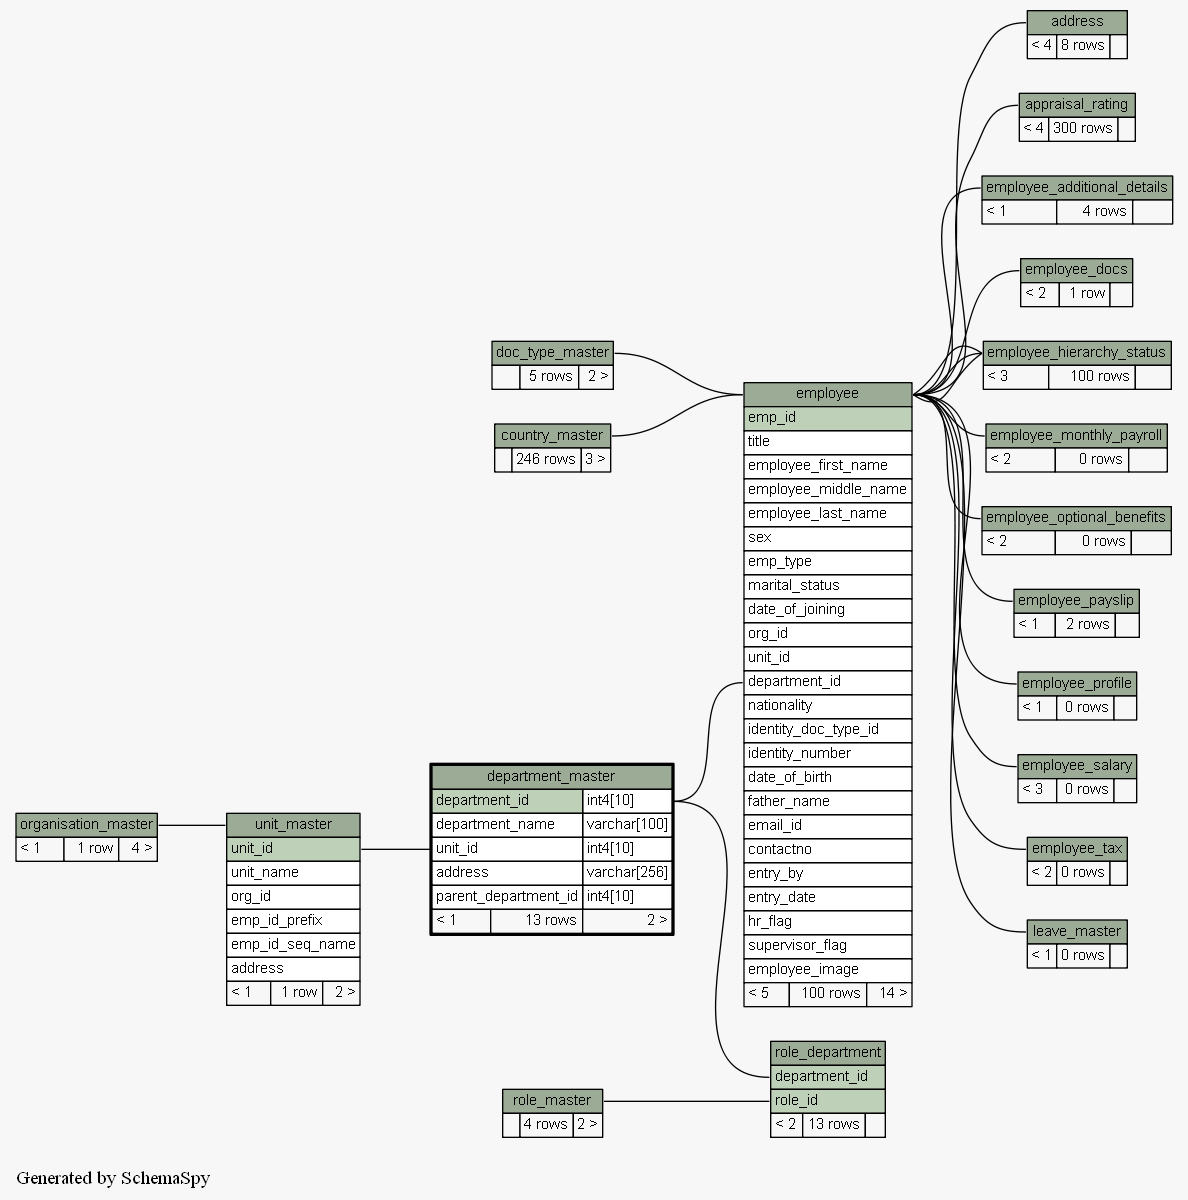 address
< 4 8 rows
appraisal_rating
< 4 300 rows
employee_additional_details
< 1 4 rows
employee_docs
< 2 1 row
doc_type_master
5 rows 2 >
employee_hierarchy_status
< 3 100 rows
country_master
246 rows 3 >
employee_monthly_payroll
< 2 0 rows
employee_optional_benefits
< 2 0 rows
employee_payslip
< 1 2 rows
employee_profile
< 1 0 rows
employee_salary
< 3 0 rows
employee_tax
< 2 0 rows
leave_master
< 1 0 rows
employee
emp_id
title
employee_first_name
employee_middle_name
employee_last_name
sex
emp_type
marital_status
date_of_joining
org_id
unit_id
department_id
nationality
identity_doc_type_id
identity_number
date_of_birth
father_name
email_id
contactno
entry_by
entry_date
hr_flag
supervisor_flag
employee_image
< 5 100 rows 14 >
department_master
department_id int4[10]
department_name varchar[100]
unit_id int4[10]
address varchar[256]
parent_department_id int4[10]
< 1 13 rows 2 >
organisation_master
< 1 1 row 4 >
unit_master
unit_id
unit_name
org_id
emp_id_prefix
emp_id_seq_name
address
< 1 1 row 2 >
role_department
department_id
role_id
< 2 13 rows
role_master
4 rows 2 >
Generated by SchemaSpy